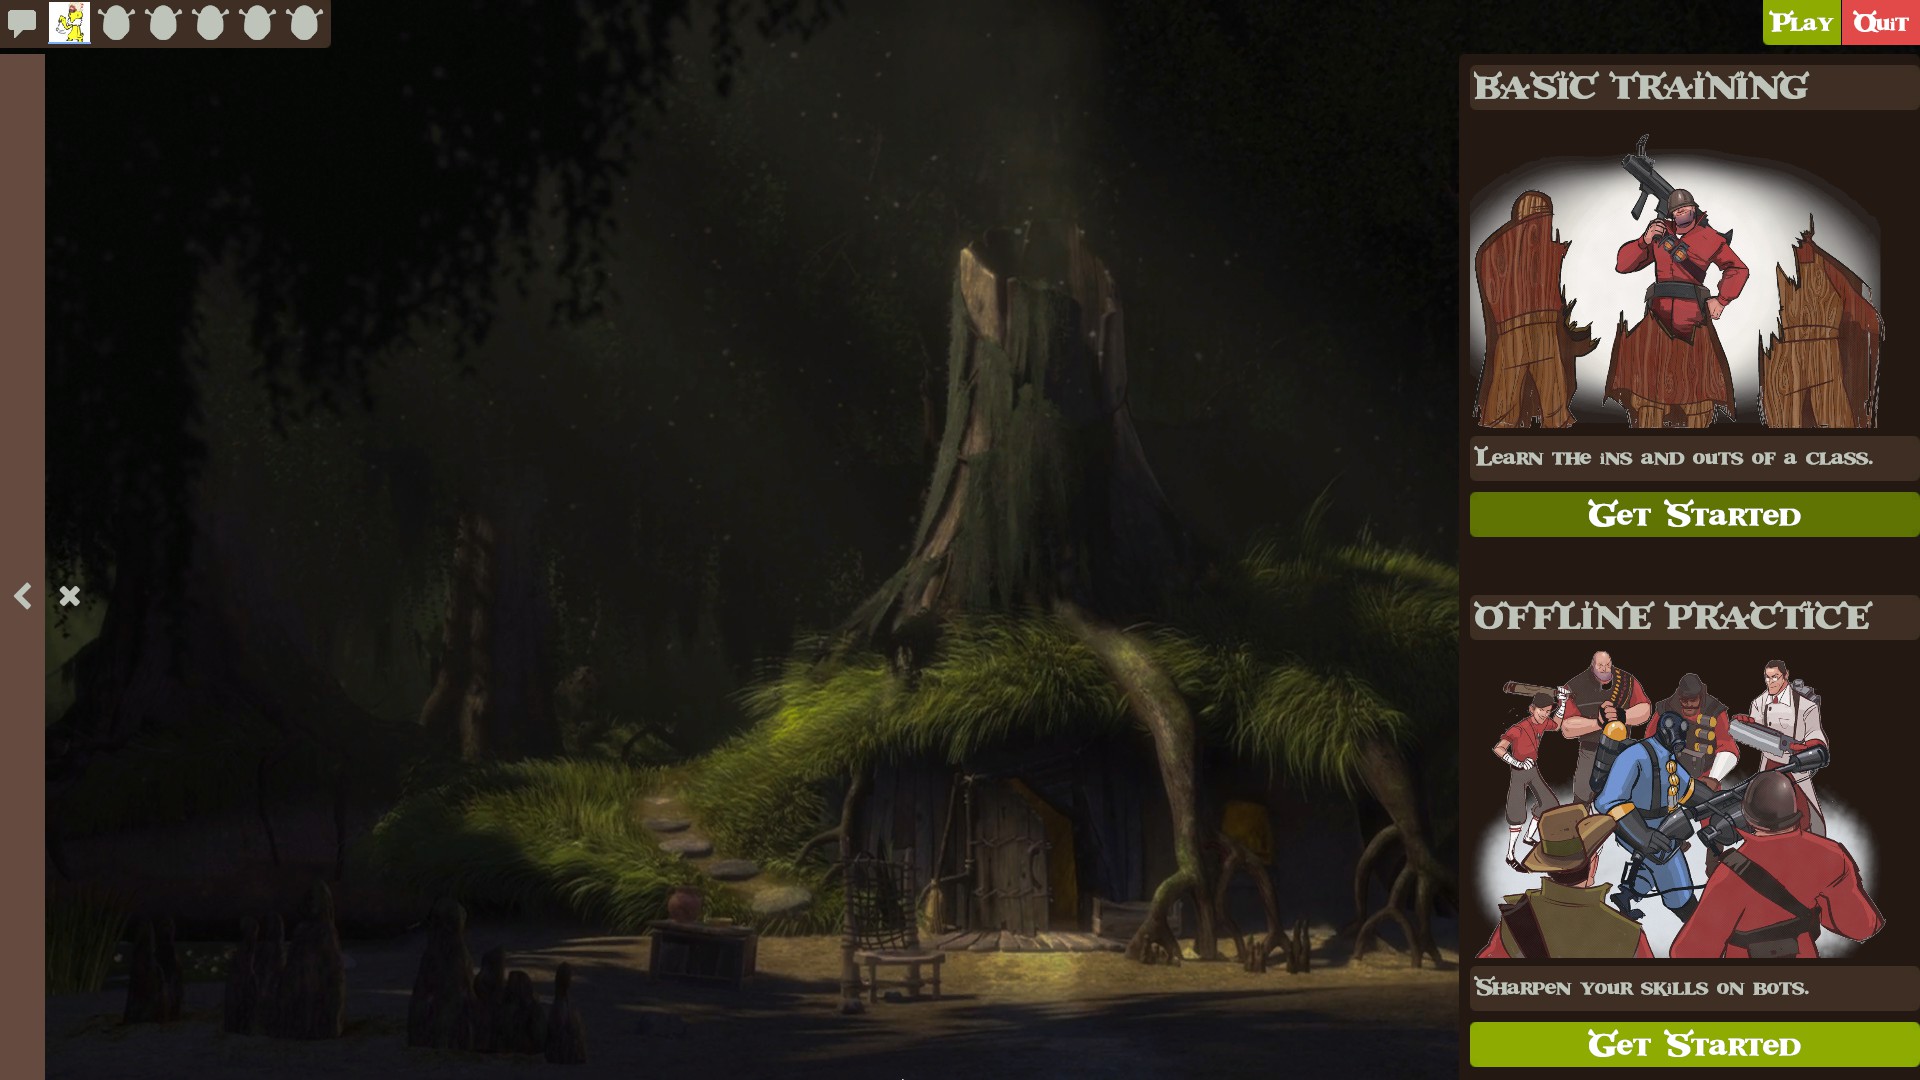 Play Quit
BASIC TRAINING
Learn the ins and outs of a class.
Get Started
OFFLINE PRACTICE
Sharpen your skills on bots.
Get Started